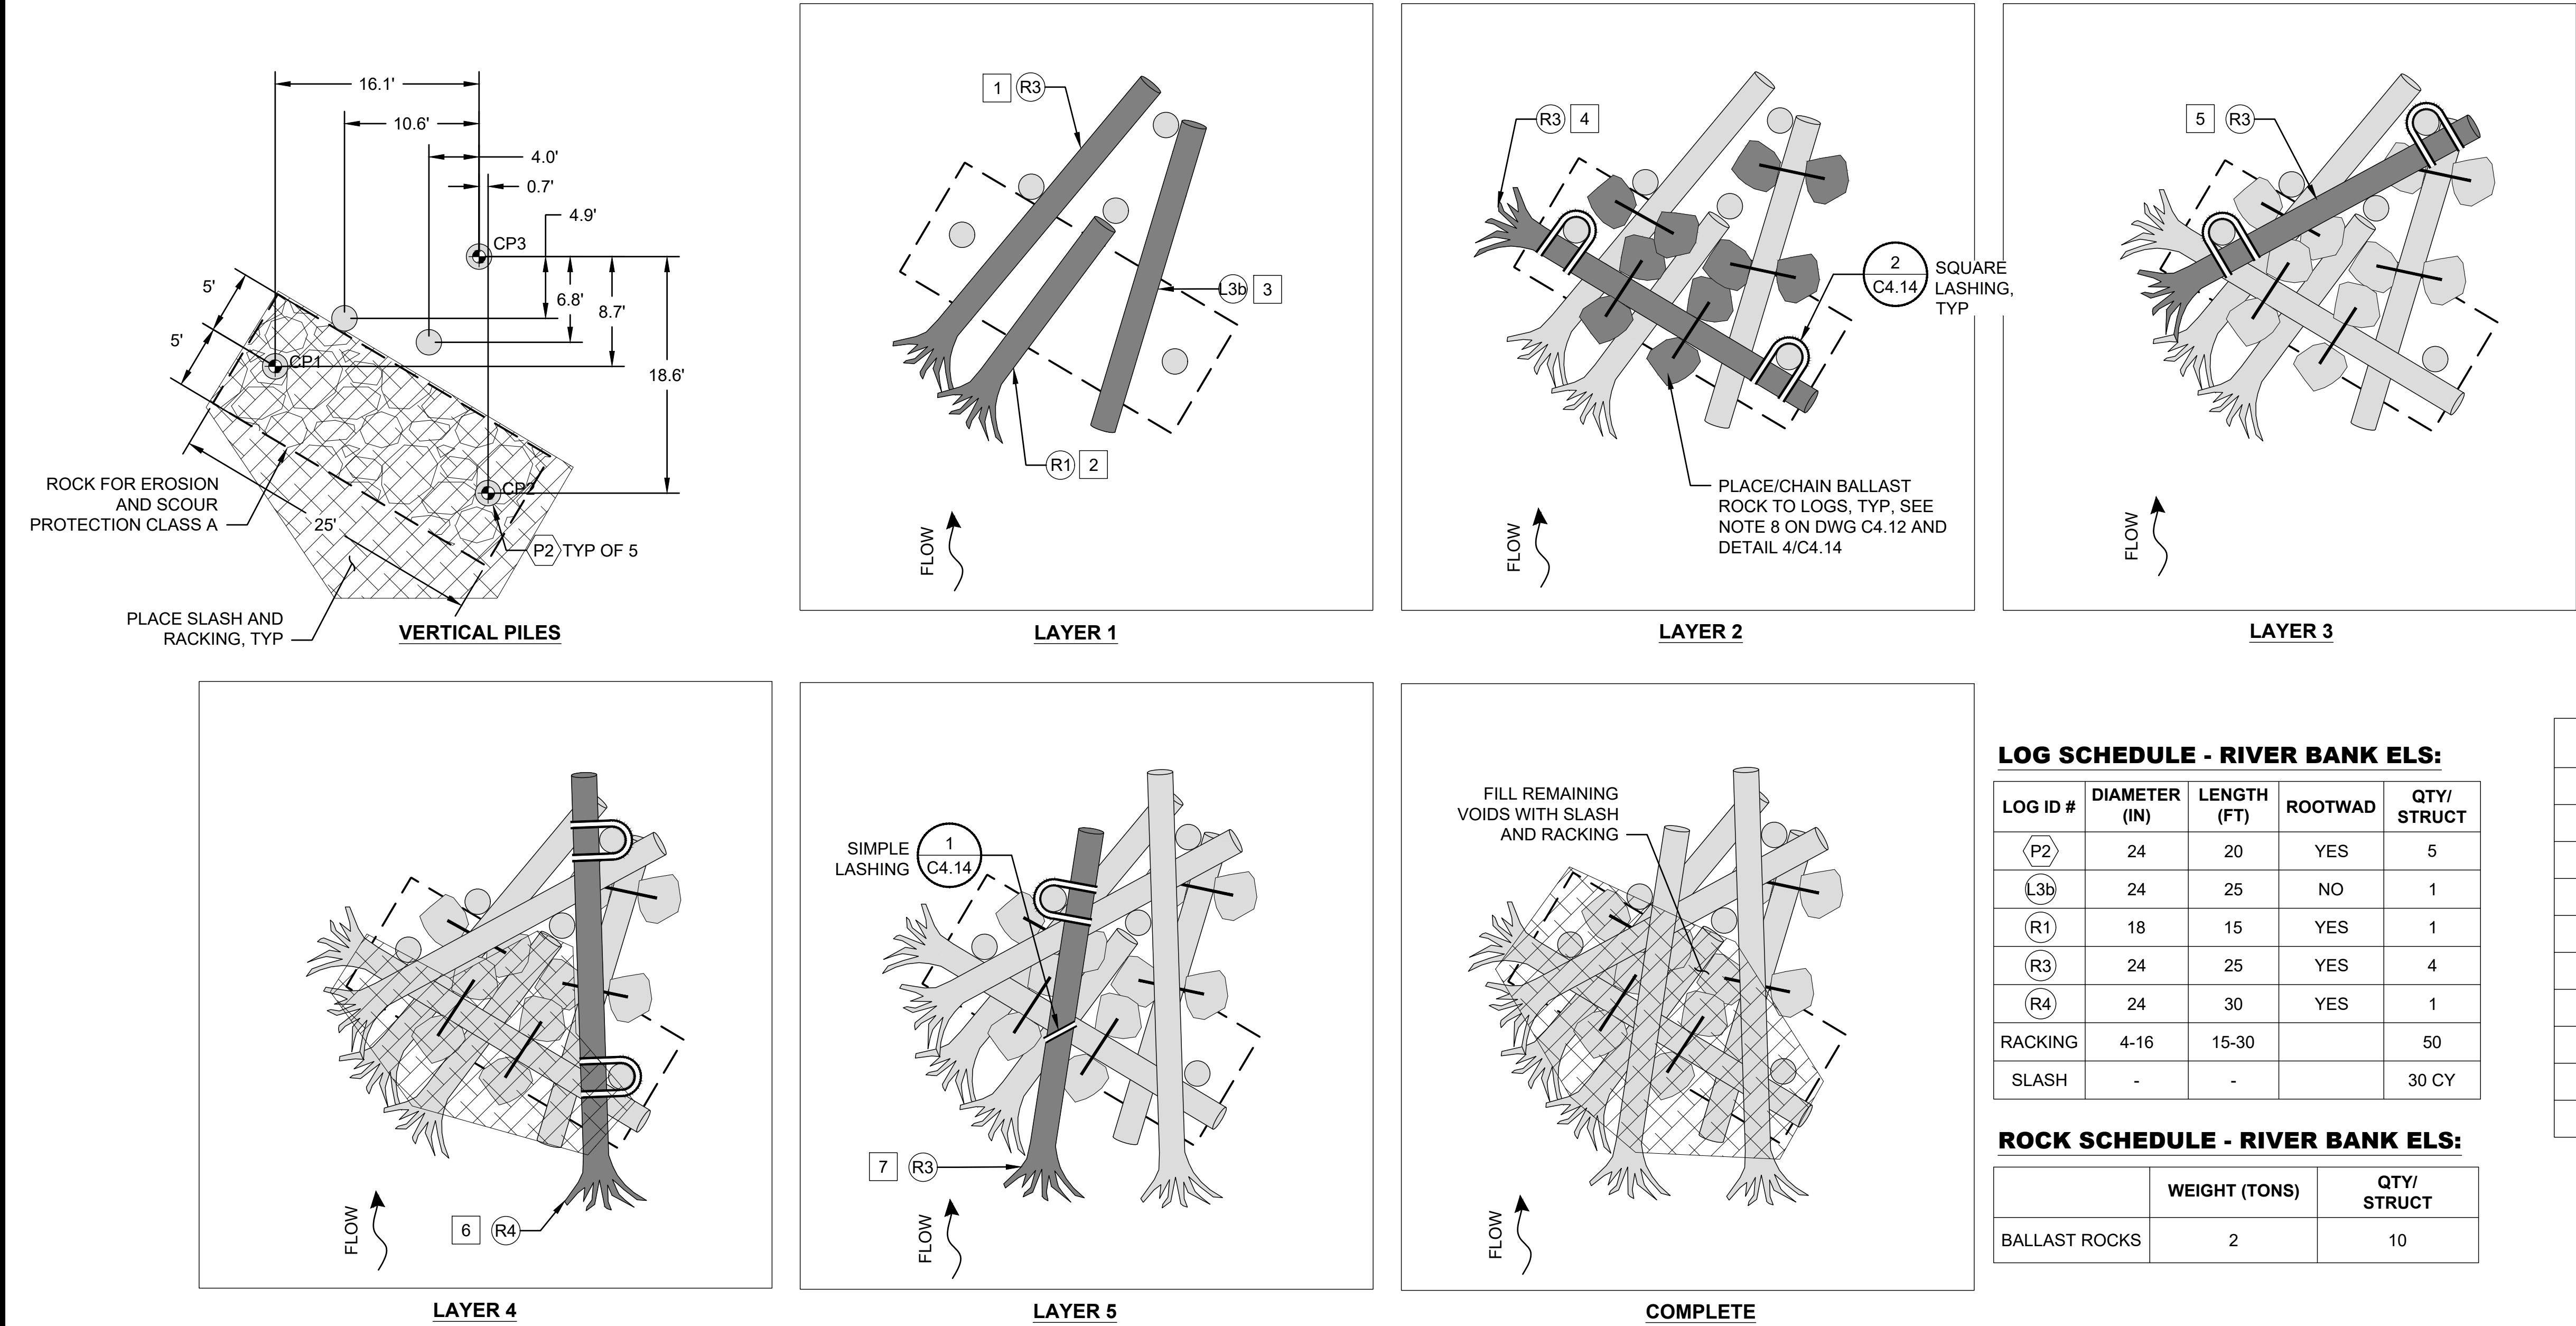 16.1'
10.6'
4.0'
0.7'
4.9'
CP3
5'
6.8'
8.7'
5'
CP1
18.6'
CP2
ROCK FOR EROSION
AND SCOUR
PROTECTION CLASS A
25'
P2 TYP OF 5
PLACE SLASH AND
RACKING, TYP
VERTICAL PILES
1 R3
L3b 3
R1 2
FLOW
LAYER 1
R3 4
2
C4.14
SQUARE
LASHING,
TYP
PLACE/CHAIN BALLAST
ROCK TO LOGS, TYP, SEE
NOTE 8 ON DWG C4.12 AND
DETAIL 4/C4.14
FLOW
LAYER 2
5 R3
FLOW
LAYER 3
6 R4
FLOW
LAYER 4
SIMPLE
LASHING
1
C4.14
7 R3
FLOW
LAYER 5
FILL REMAINING
VOIDS WITH SLASH
AND RACKING
FLOW
COMPLETE
LOG SCHEDULE - RIVER BANK ELS:
LOG ID # DIAMETER (IN) LENGTH (FT) ROOTWAD QTY/ STRUCT
P2 24 20 YES 5
L3b 24 25 NO 1
R1 18 15 YES 1
R3 24 25 YES 4
R4 24 30 YES 1
RACKING 4-16 15-30 50
SLASH - - 30 CY
ROCK SCHEDULE - RIVER BANK ELS:
WEIGHT (TONS) QTY/ STRUCT
BALLAST ROCKS 2 10